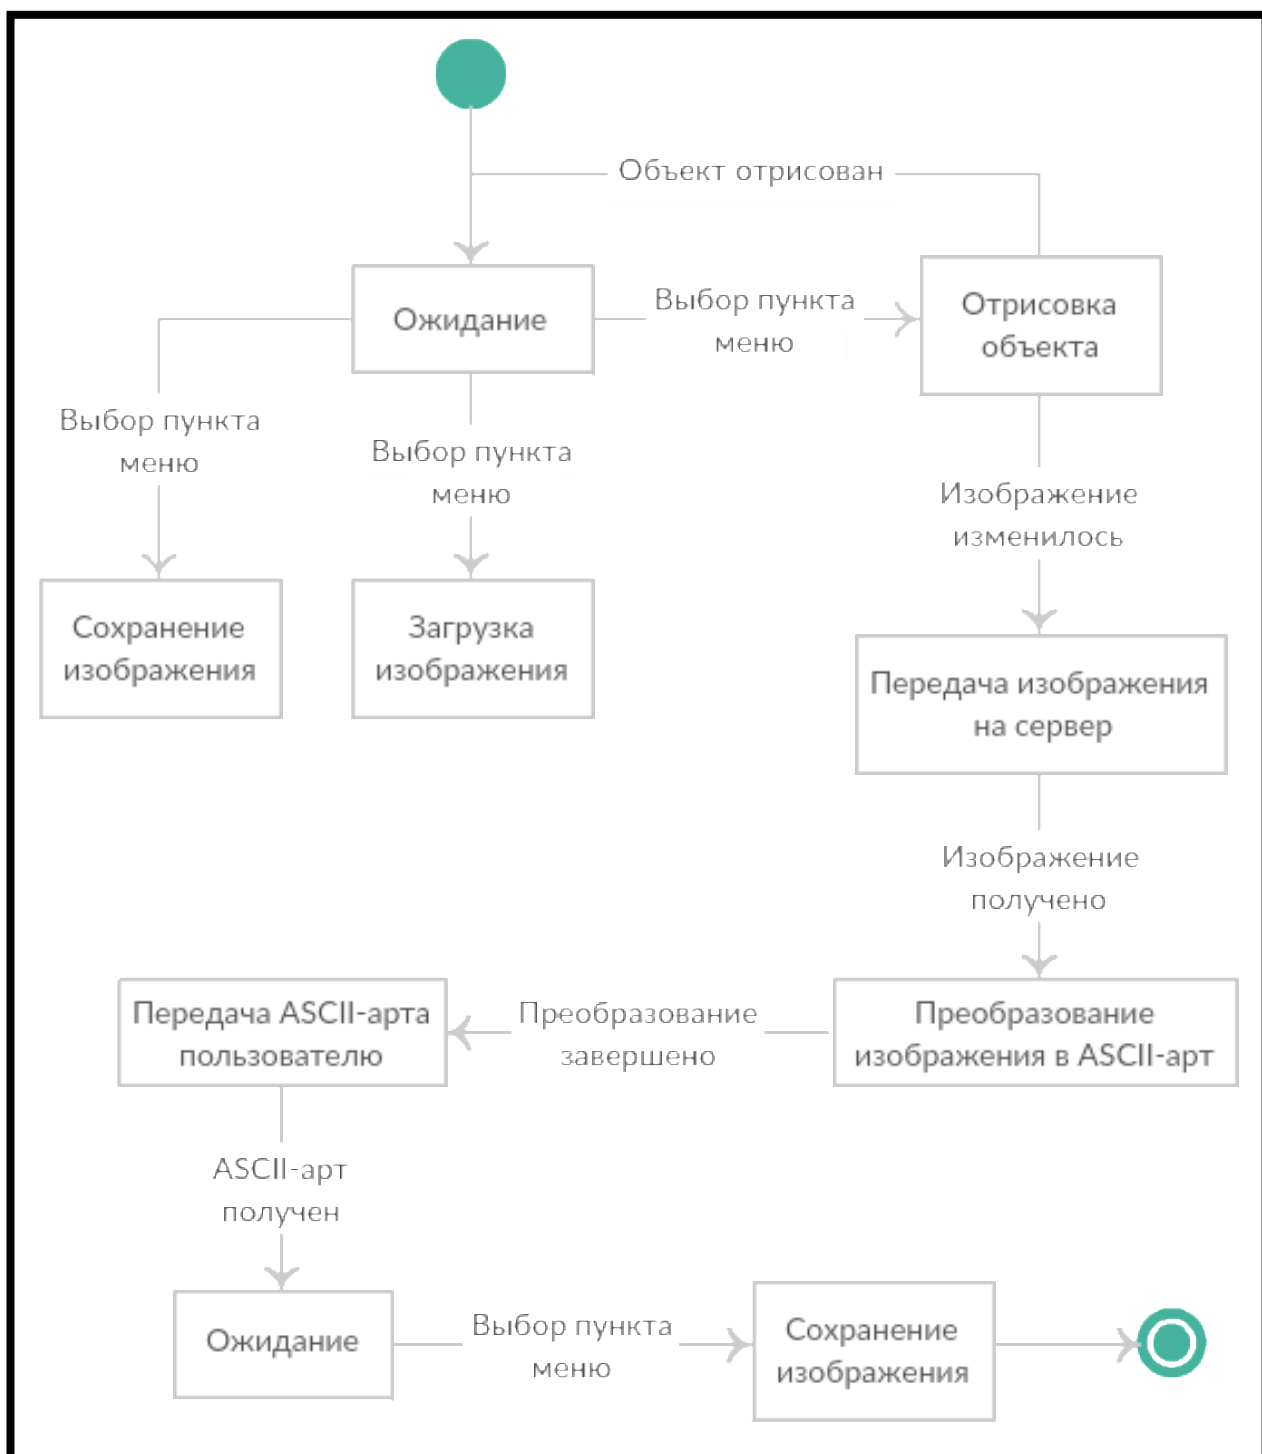 Объект отрисован
Ожидание
Выбор пункта
меню
Отрисовка
объекта
Выбор пункта
меню
Выбор пункта
меню
Изображение
изменилось
Сохранение
изображения
Загрузка
изображения
Передача изображения
на сервер
Изображение
получено
Передача ASCII-арта
пользователю
Преобразование
завершено
Преобразование
изображения в ASCII-арт
ASCII-арт
получен
Ожидание
Выбор пункта
меню
Сохранение
изображения